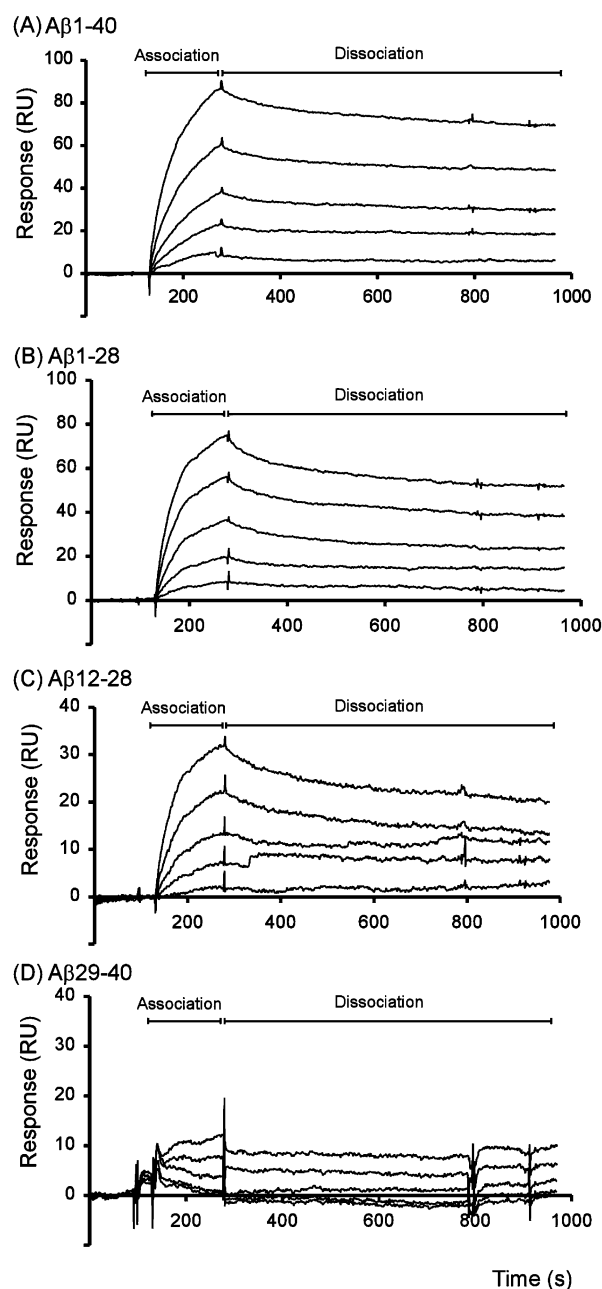 (A) Aβ1-40
Association Dissociation
Response (RU)
100
80
60
40
20
0
200 400 600 800 1000
(B) Aβ1-28
Association Dissociation
Response (RU)
100
80
60
40
20
0
200 400 600 800 1000
(C) Aβ12-28
Association Dissociation
Response (RU)
40
30
20
10
0
200 400 600 800 1000
(D) Aβ29-40
Association Dissociation
Response (RU)
40
30
20
10
0
200 400 600 800 1000
Time (s)